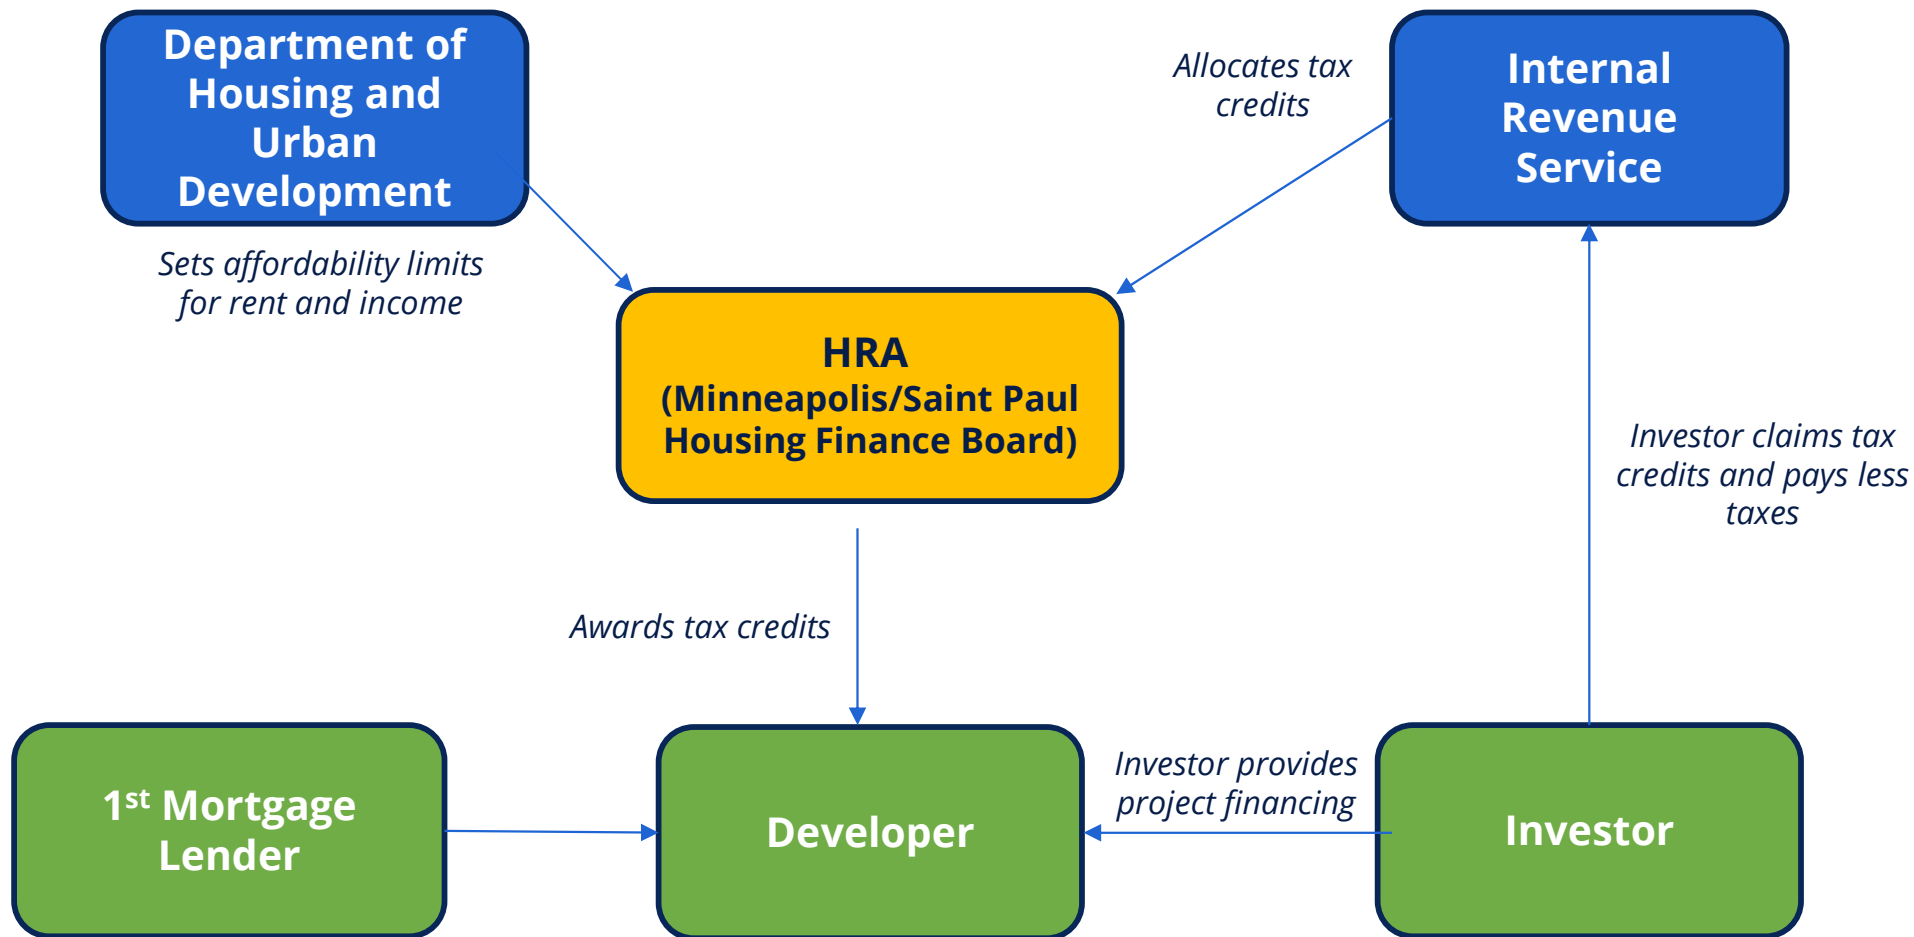 Department of
Housing and
Urban
Development
Allocates tax
credits
Internal
Revenue
Service
Sets affordability limits
for rent and income
HRA
(Minneapolis/Saint Paul
Housing Finance Board)
Investor claims tax
credits and pays less
taxes
Awards tax credits
1st Mortgage
Lender
Developer
Investor provides
project financing
Investor